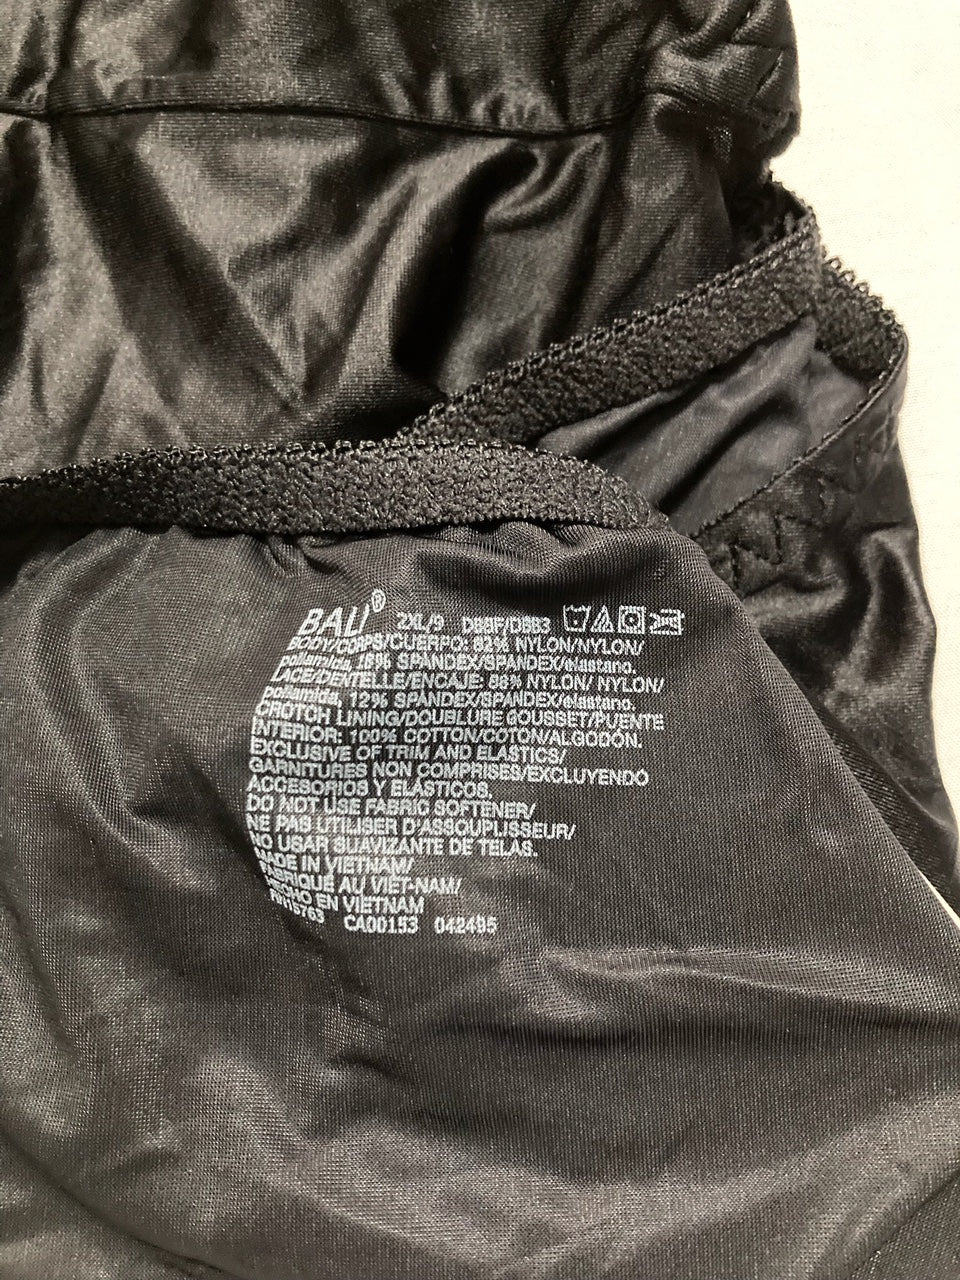 BALI® 2XL/9 DBBF/DBB3
BODY/CORPS/CUERPO: 82% NYLON/NYLON/
poliamida, 18% SPANDEX/SPANDEX/elastano.
LACE/DENTELLE/ENCAJE: 88% NYLON/ NYLON/
poliamida, 12% SPANDEX/SPANDEX/elastano.
CROTCH LINING/DOUBLURE GOUSSET/PUENTE
INTERIOR: 100% COTTON/COTON/ALGODÓN.
EXCLUSIVE OF TRIM AND ELASTICS/
GARNITURES NON COMPRISES/EXCLUYENDO
ACCESORIOS Y ELÁSTICOS.
DO NOT USE FABRIC SOFTENER/
NE PAS UTILISER D'ASSOUPLISSEUR/
NO USAR SUAVIZANTE DE TELAS.
MADE IN VIETNAM/
FABRIQUÉ AU VIET-NAM/
HECHO EN VIETNAM
CA00153 042495